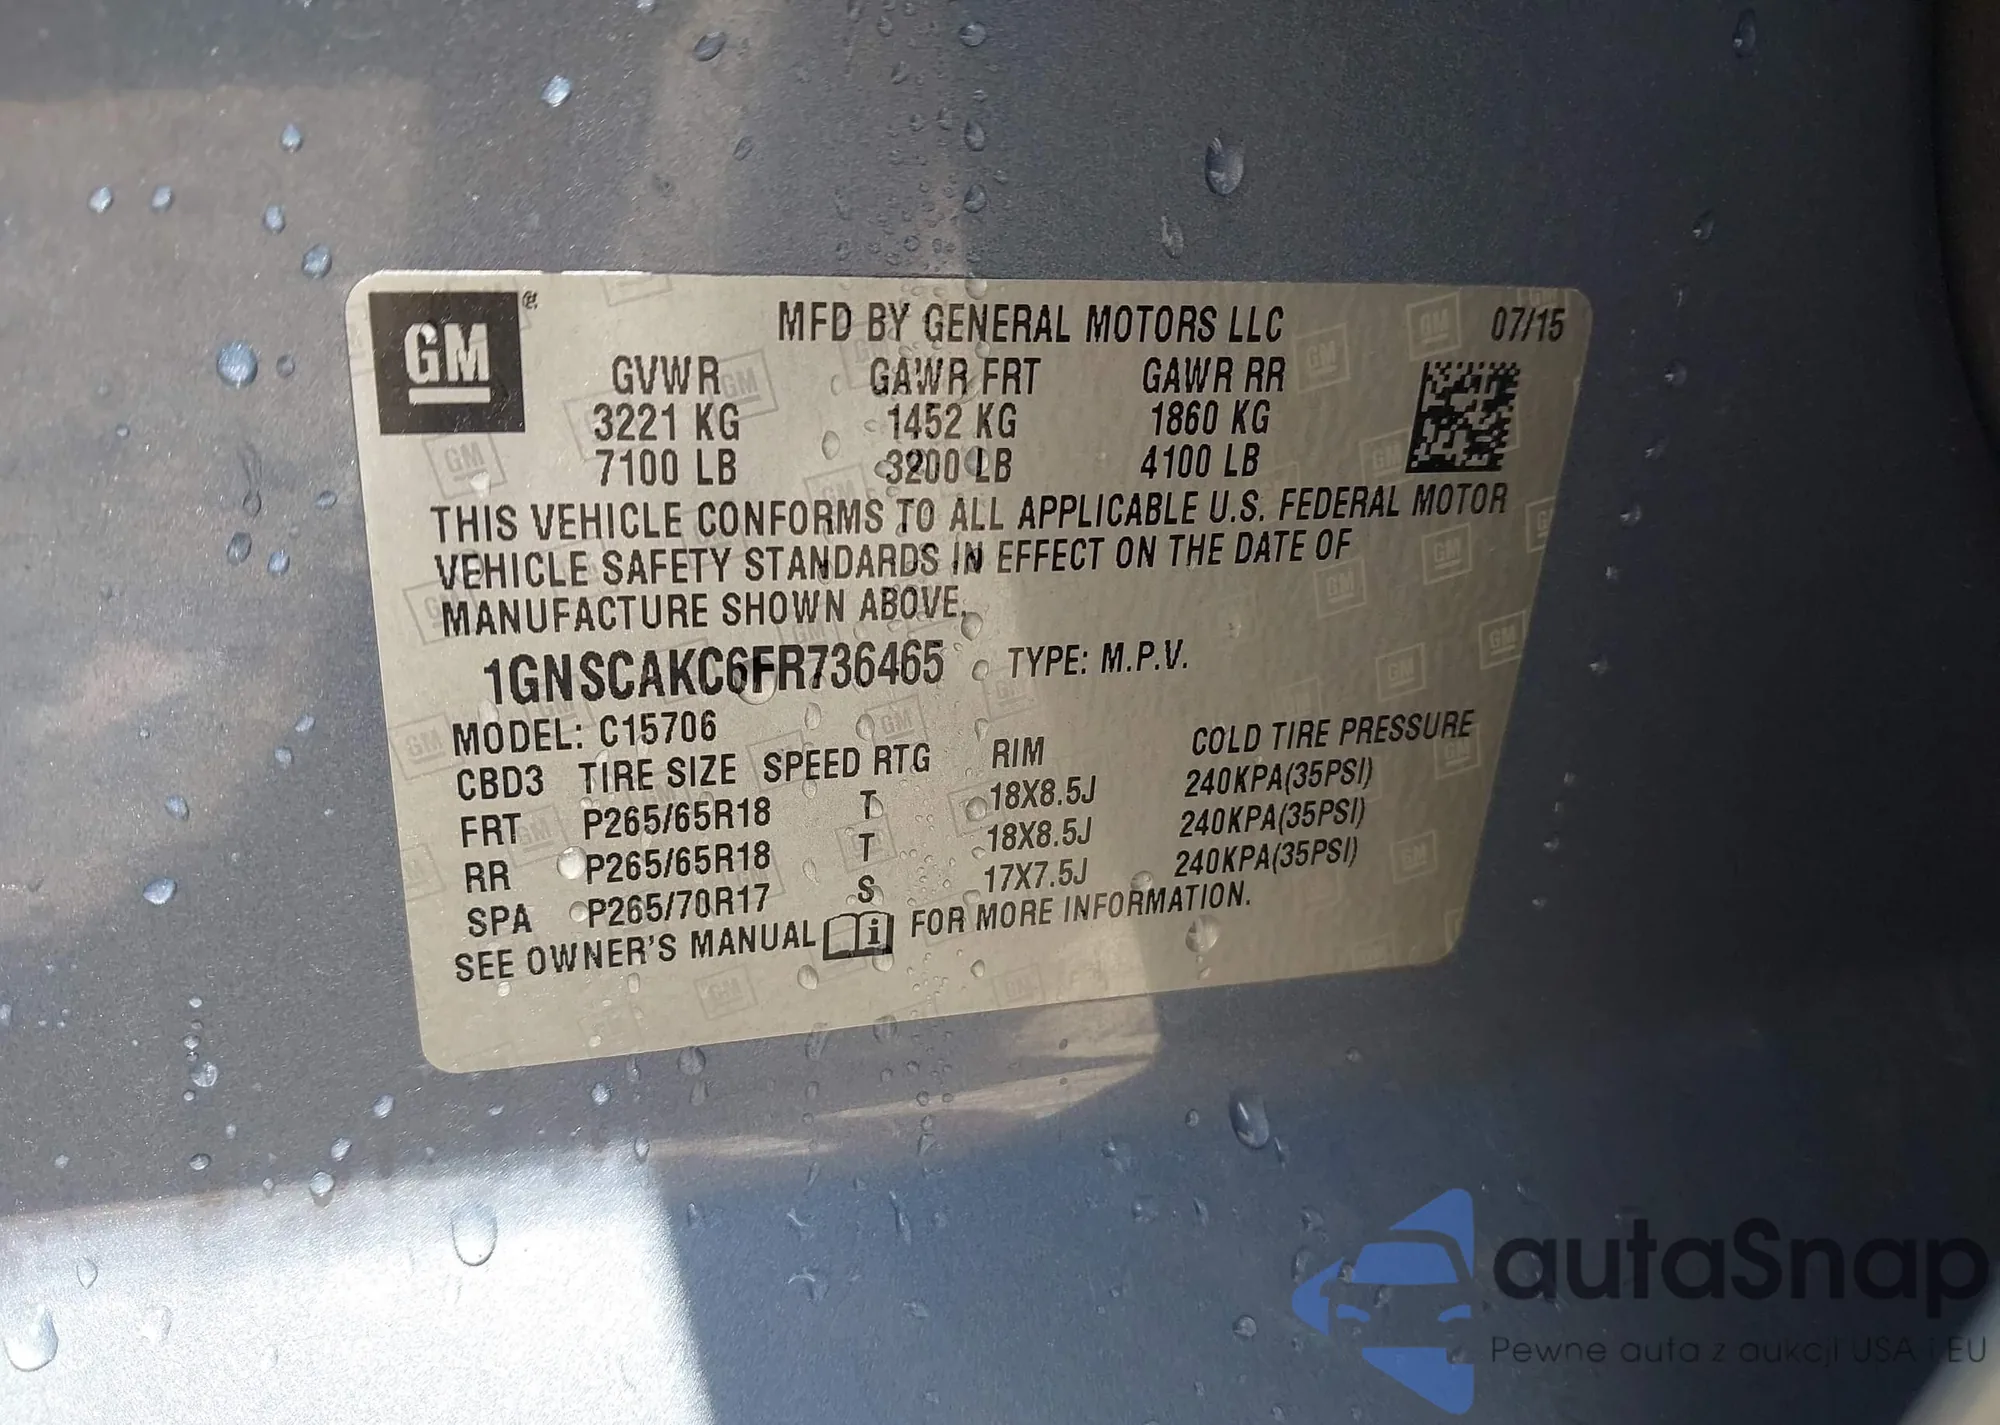 GM®
MFD BY GENERAL MOTORS LLC 07/15
GVWR GAWR FRT GAWR RR
3221 KG 1452 KG 1860 KG
7100 LB 3200 LB 4100 LB
THIS VEHICLE CONFORMS TO ALL APPLICABLE U.S. FEDERAL MOTOR
VEHICLE SAFETY STANDARDS IN EFFECT ON THE DATE OF
MANUFACTURE SHOWN ABOVE.
1GNSCAKC6FR736465 TYPE: M.P.V.
MODEL: C15706
CBD3 TIRE SIZE SPEED RTG RIM COLD TIRE PRESSURE
FRT P265/65R18 T 18X8.5J 240KPA(35PSI)
RR P265/65R18 T 18X8.5J 240KPA(35PSI)
SPA P265/70R17 S 17X7.5J 240KPA(35PSI)
SEE OWNER'S MANUAL i FOR MORE INFORMATION.
autaSnap
Pewne auta z aukcji USA i EU